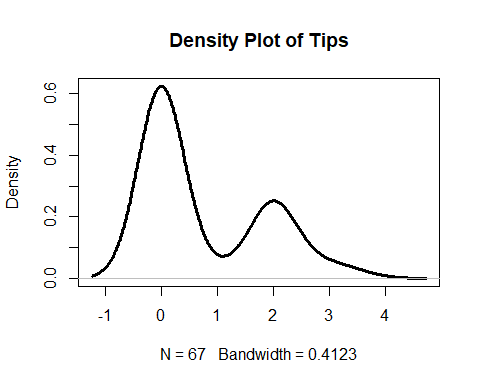 Density Plot of Tips
Density
0.0 0.2 0.4 0.6
-1 0 1 2 3 4
N = 67 Bandwidth = 0.4123